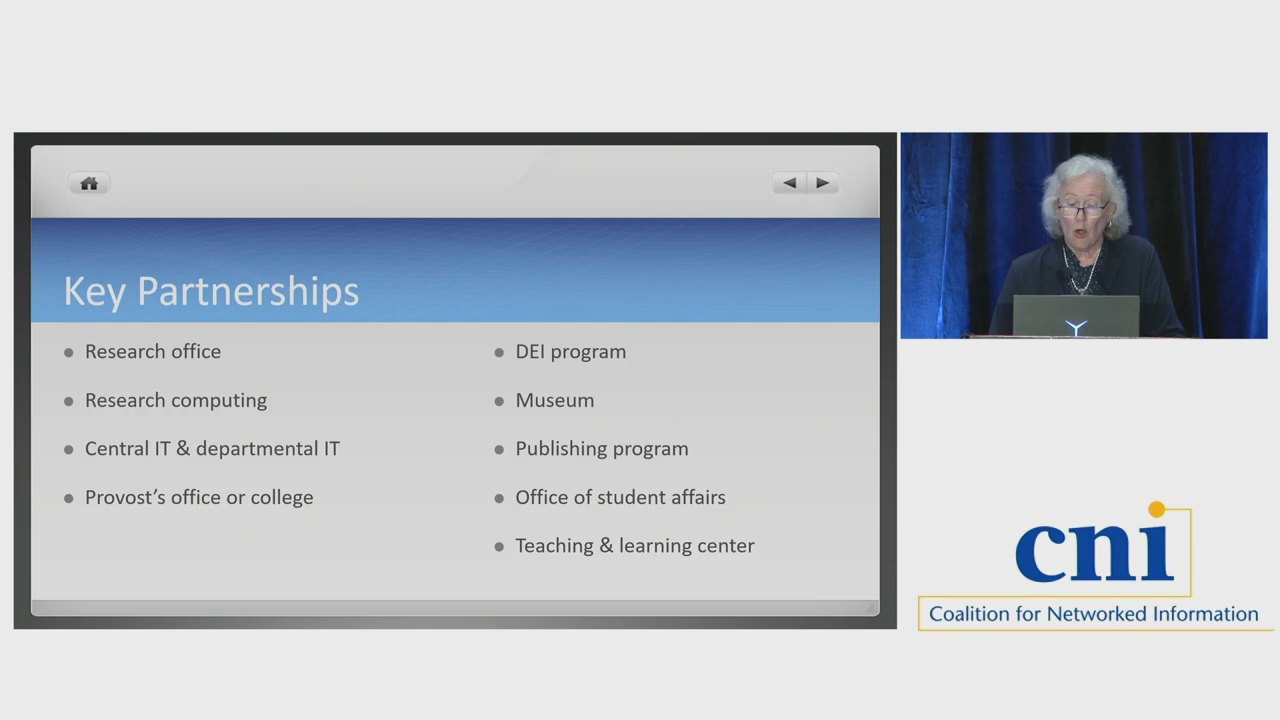 Key Partnerships
Research office
Research computing
Central IT & departmental IT
Provost’s office or college
DEI program
Museum
Publishing program
Office of student affairs
Teaching & learning center
cni
Coalition for Networked Information